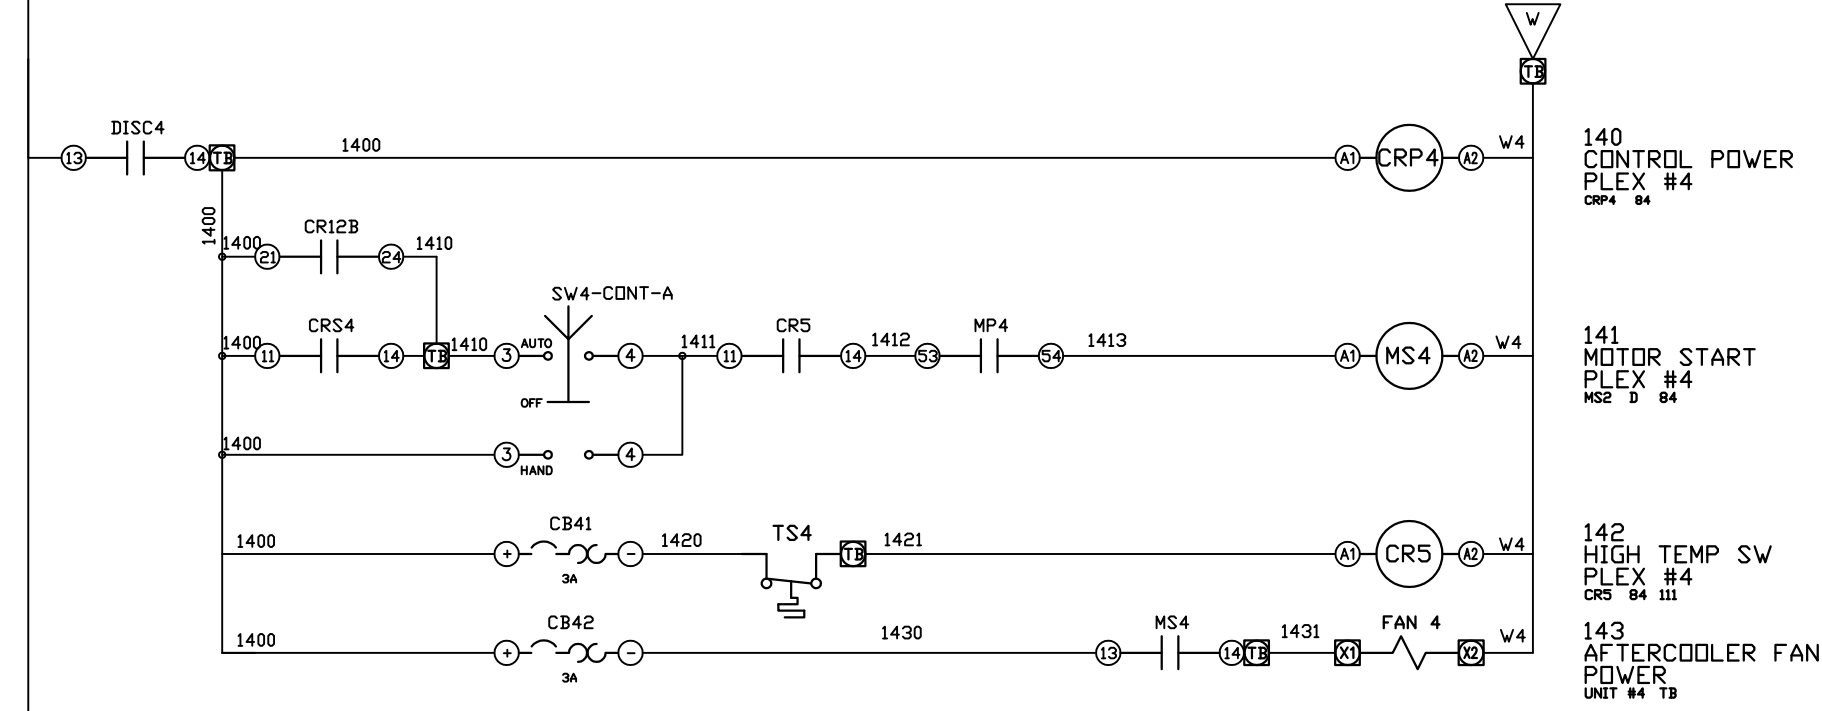 W
TB
DISC4
13
14
TB
1400
A1
CRP4
A2
W4
140
CONTROL POWER
PLEX #4
CRP4 84
1400
CR12B
1400
21
24
1410
SW4-CONT-A
CRS4
1400
11
14
TB
1410
3
AUTO
4
1411
11
CR5
14
1412
53
MP4
54
1413
A1
MS4
A2
W4
141
MOTOR START
PLEX #4
MS2 D 84
OFF
1400
3
HAND
4
1400
CB41
+
-
3A
1420
TS4
TB
1421
A1
CR5
A2
W4
142
HIGH TEMP SW
PLEX #4
CR5 84 111
1400
CB42
+
-
3A
1430
MS4
13
14
TB
1431
X1
FAN 4
X2
W4
143
AFTERCOOLER FAN
POWER
UNIT #4 TB